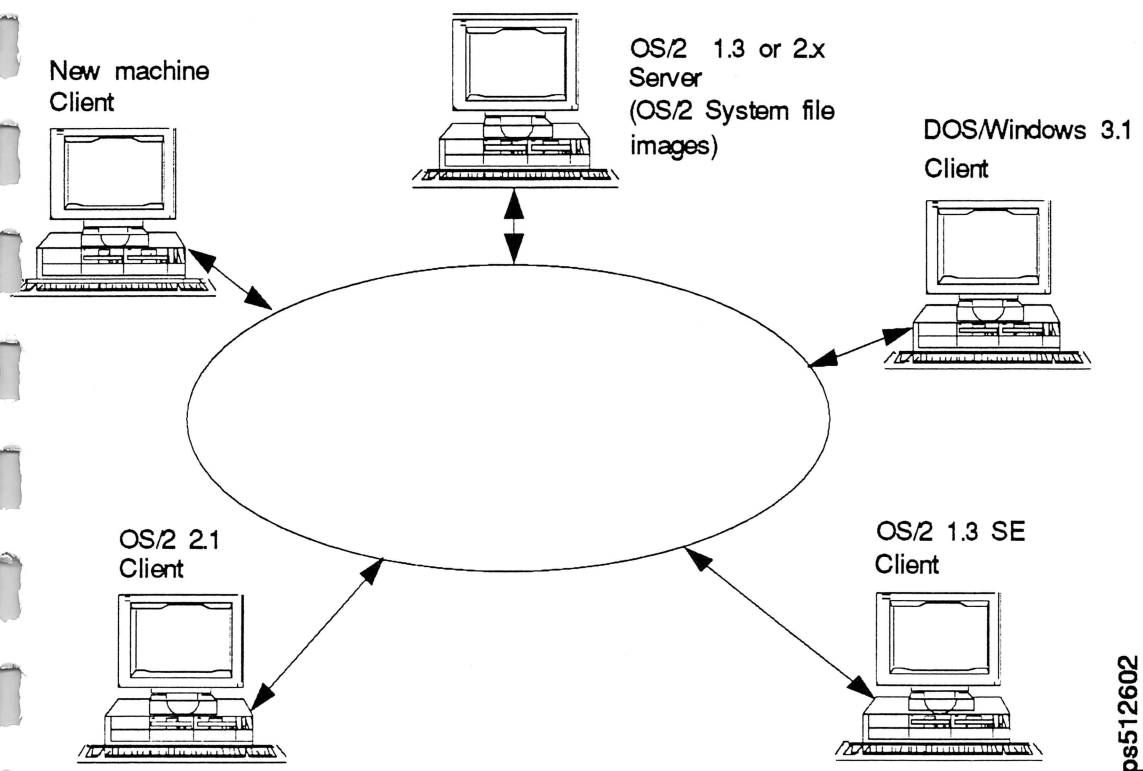 New machine
Client
OS/2 1.3 or 2.x
Server
(OS/2 System file
images)
DOS/Windows 3.1
Client
OS/2 2.1
Client
OS/2 1.3 SE
Client
ps512602